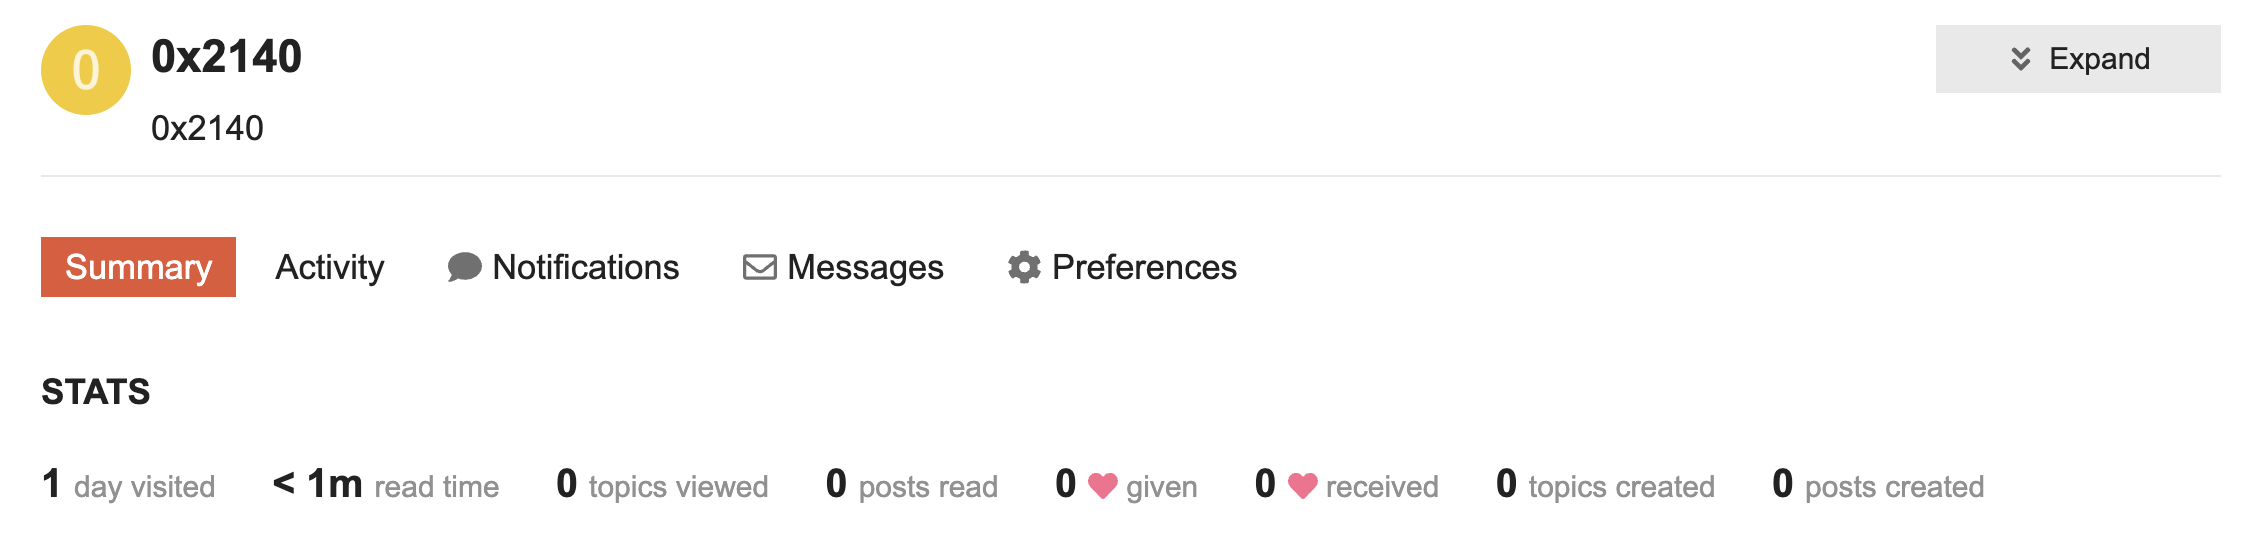 0
0x2140
Expand
0x2140
Summary Activity Notifications Messages Preferences
STATS
1 day visited < 1m read time 0 topics viewed 0 posts read 0 given 0 received 0 topics created 0 posts created